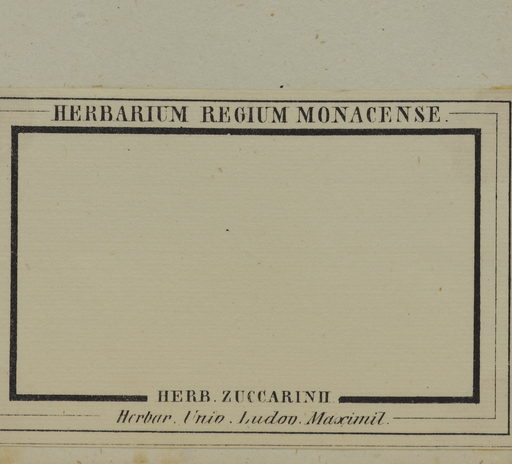 HERBARIUM REGIUM MONACENSE.
HERB. ZUCCARINII
Herbar. Univ. Ludov. Maximil.